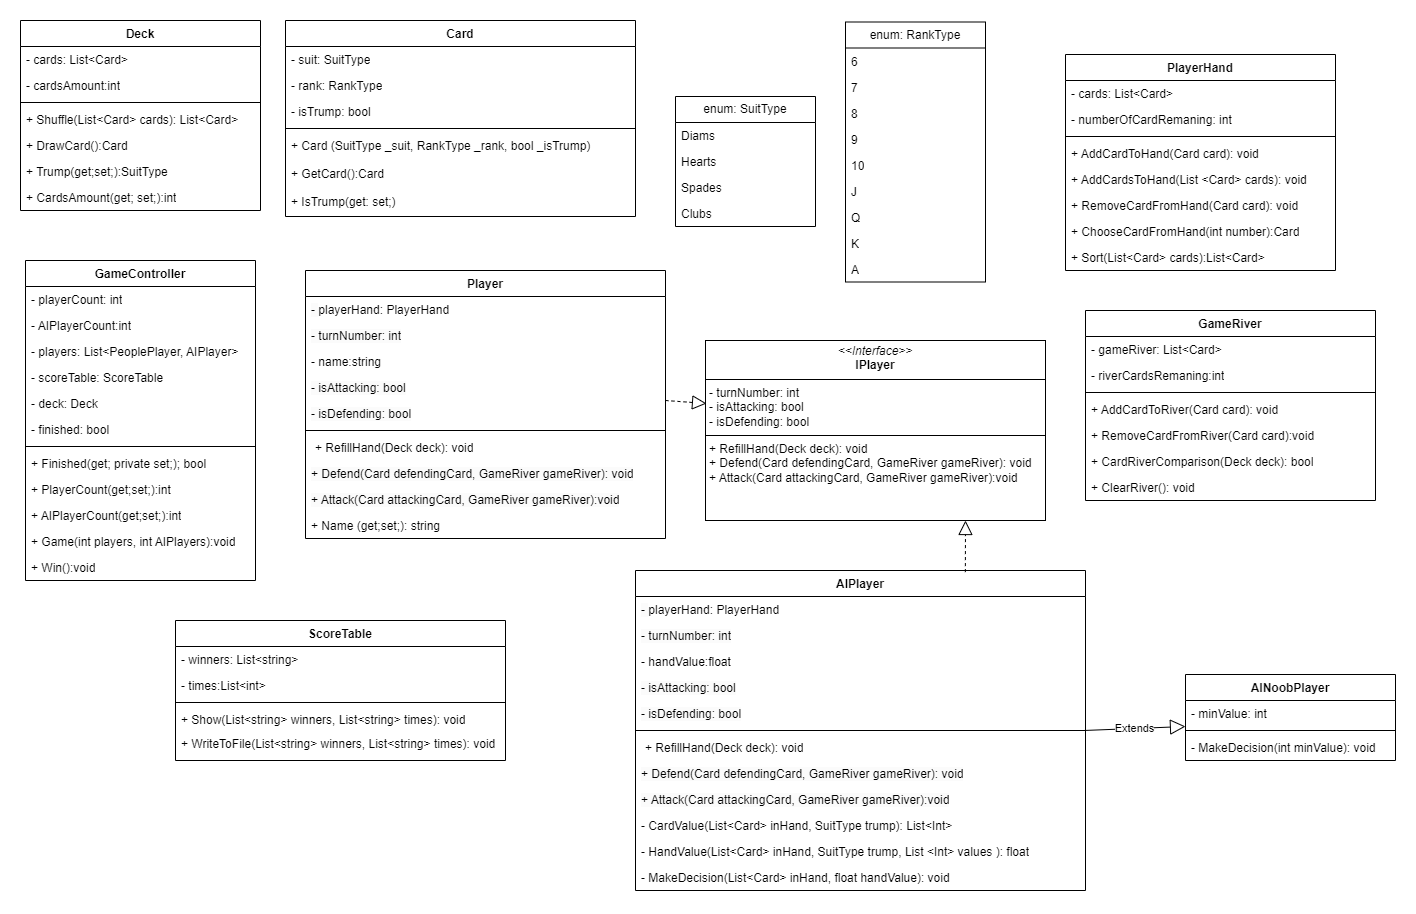 Deck
- cards: List<Card>
- cardsAmount:int
+ Shuffle(List<Card> cards): List<Card>
+ DrawCard():Card
+ Trump(get;set;):SuitType
+ CardsAmount(get; set;):int
Card
- suit: SuitType
- rank: RankType
- isTrump: bool
+ Card (SuitType _suit, RankType _rank, bool _isTrump)
+ GetCard():Card
+ IsTrump(get: set;)
enum: SuitType
Diams
Hearts
Spades
Clubs
enum: RankType
6
7
8
9
10
J
Q
K
A
PlayerHand
- cards: List<Card>
- numberOfCardRemaning: int
+ AddCardToHand(Card card): void
+ AddCardsToHand(List <Card> cards): void
+ RemoveCardFromHand(Card card): void
+ ChooseCardFromHand(int number):Card
+ Sort(List<Card> cards):List<Card>
GameController
- playerCount: int
- AIPlayerCount:int
- players: List<PeoplePlayer, AIPlayer>
- scoreTable: ScoreTable
- deck: Deck
- finished: bool
+ Finished(get; private set;); bool
+ PlayerCount(get;set;):int
+ AIPlayerCount(get;set;):int
+ Game(int players, int AIPlayers):void
+ Win():void
Player
- playerHand: PlayerHand
- turnNumber: int
- name:string
- isAttacking: bool
- isDefending: bool
+ RefillHand(Deck deck): void
+ Defend(Card defendingCard, GameRiver gameRiver): void
+ Attack(Card attackingCard, GameRiver gameRiver):void
+ Name (get;set;): string
<<Interface>>
IPlayer
- turnNumber: int
- isAttacking: bool
- isDefending: bool
+ RefillHand(Deck deck): void
+ Defend(Card defendingCard, GameRiver gameRiver): void
+ Attack(Card attackingCard, GameRiver gameRiver):void
GameRiver
- gameRiver: List<Card>
- riverCardsRemaning:int
+ AddCardToRiver(Card card): void
+ RemoveCardFromRiver(Card card):void
+ CardRiverComparison(Deck deck): bool
+ ClearRiver(): void
ScoreTable
- winners: List<string>
- times:List<int>
+ Show(List<string> winners, List<string> times): void
+ WriteToFile(List<string> winners, List<string> times): void
AIPlayer
- playerHand: PlayerHand
- turnNumber: int
- handValue:float
- isAttacking: bool
- isDefending: bool
+ RefillHand(Deck deck): void
+ Defend(Card defendingCard, GameRiver gameRiver): void
+ Attack(Card attackingCard, GameRiver gameRiver):void
- CardValue(List<Card> inHand, SuitType trump): List<Int>
- HandValue(List<Card> inHand, SuitType trump, List <Int> values ): float
- MakeDecision(List<Card> inHand, float handValue): void
Extends
AINoobPlayer
- minValue: int
- MakeDecision(int minValue): void